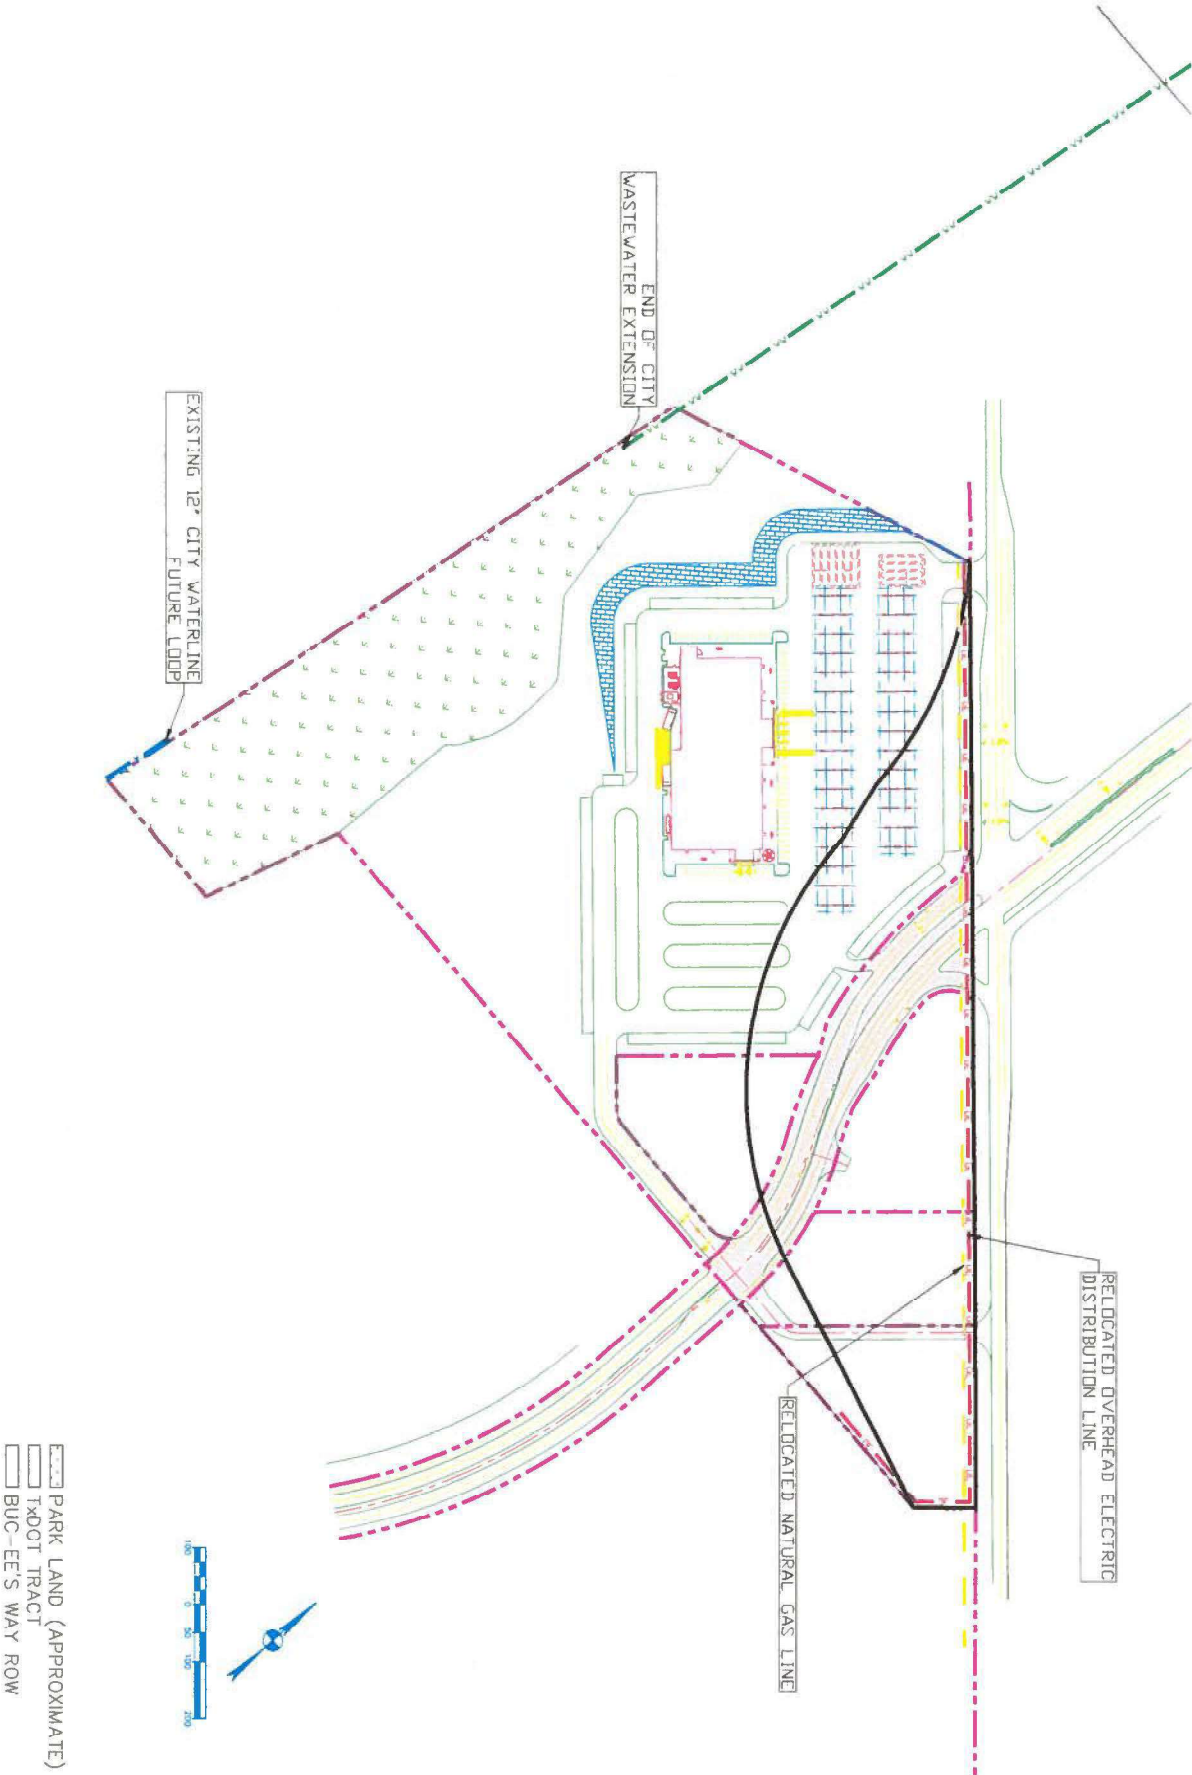 END OF CITY
WASTEWATER EXTENSION
EXISTING 12" CITY WATERLINE
FUTURE LOOP
RELOCATED OVERHEAD ELECTRIC
DISTRIBUTION LINE
RELOCATED NATURAL GAS LINE
100
0
50
100
200
PARK LAND (APPROXIMATE)
TxDOT TRACT
BUC-EE'S WAY ROW